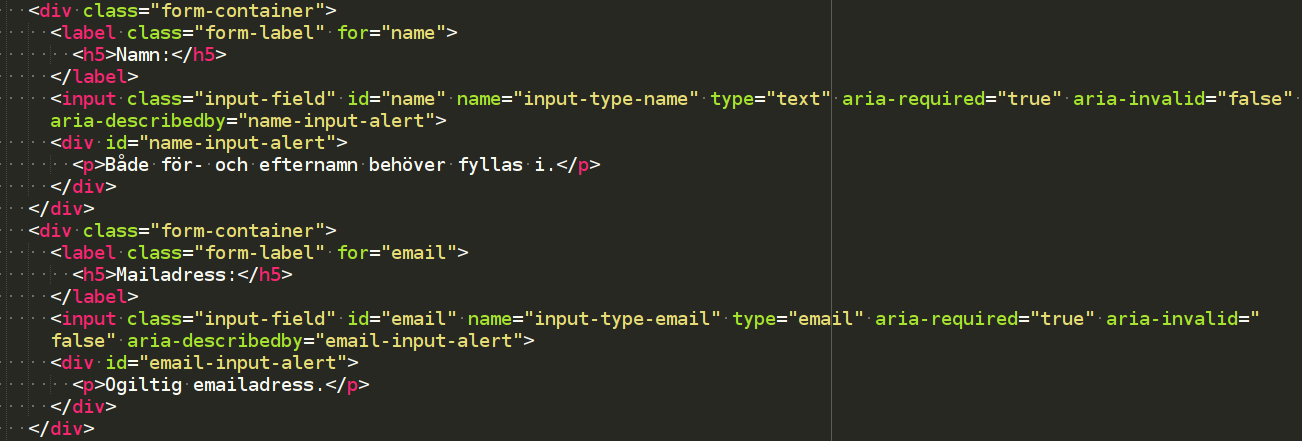 <div class="form-container">
<label class="form-label" for="name">
<h5>Namn:</h5>
</label>
<input class="input-field" id="name" name="input-type-name" type="text" aria-required="true" aria-invalid="false"
aria-describedby="name-input-alert">
<div id="name-input-alert">
<p>Både för- och efternamn behöver fyllas i.</p>
</div>
</div>
<div class="form-container">
<label class="form-label" for="email">
<h5>Mailadress:</h5>
</label>
<input class="input-field" id="email" name="input-type-email" type="email" aria-required="true" aria-invalid="
false" aria-describedby="email-input-alert">
<div id="email-input-alert">
<p>Ogiltig emailadress.</p>
</div>
</div>